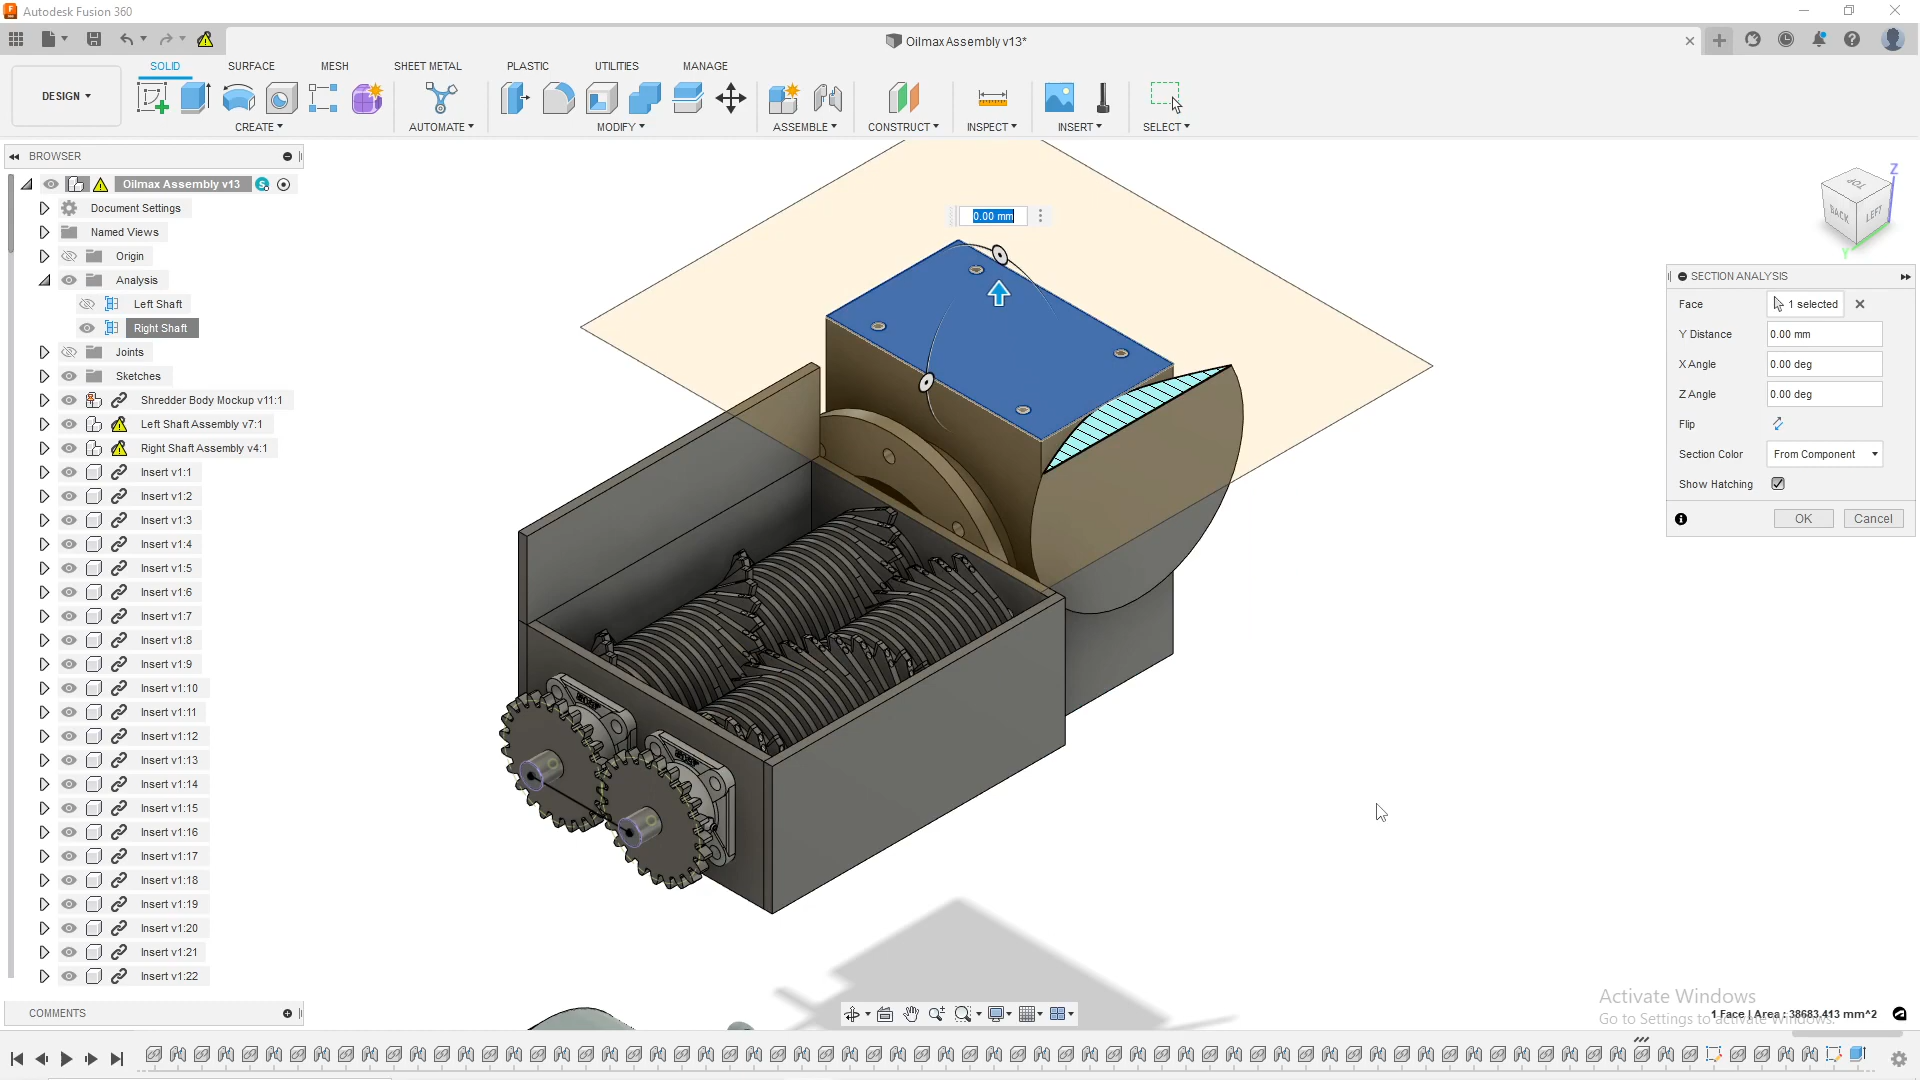 Autodesk Fusion 360
Oilmax Assembly v13*
DESIGN
SOLID SURFACE MESH SHEET METAL PLASTIC UTILITIES MANAGE
CREATE AUTOMATE MODIFY ASSEMBLE CONSTRUCT INSPECT INSERT SELECT
BROWSER
Oilmax Assembly v13
Document Settings
Named Views
Origin
Analysis
Left Shaft
Right Shaft
Joints
Sketches
Shredder Body Mockup v11:1
Left Shaft Assembly v7:1
Right Shaft Assembly v4:1
Insert v1:1
Insert v1:2
Insert v1:3
Insert v1:4
Insert v1:5
Insert v1:6
Insert v1:7
Insert v1:8
Insert v1:9
Insert v1:10
Insert v1:11
Insert v1:12
Insert v1:13
Insert v1:14
Insert v1:15
Insert v1:16
Insert v1:17
Insert v1:18
Insert v1:19
Insert v1:20
Insert v1:21
Insert v1:22
COMMENTS
0.00 mm
Z
TOP
BACK LEFT
Y
SECTION ANALYSIS
Face 1 selected
Y Distance 0.00 mm
X Angle 0.00 deg
Z Angle 0.00 deg
Flip
Section Color From Component
Show Hatching
OK Cancel
Activate Windows
Go to Settings to activate Windows.
1 Face | Area : 38683.413 mm^2